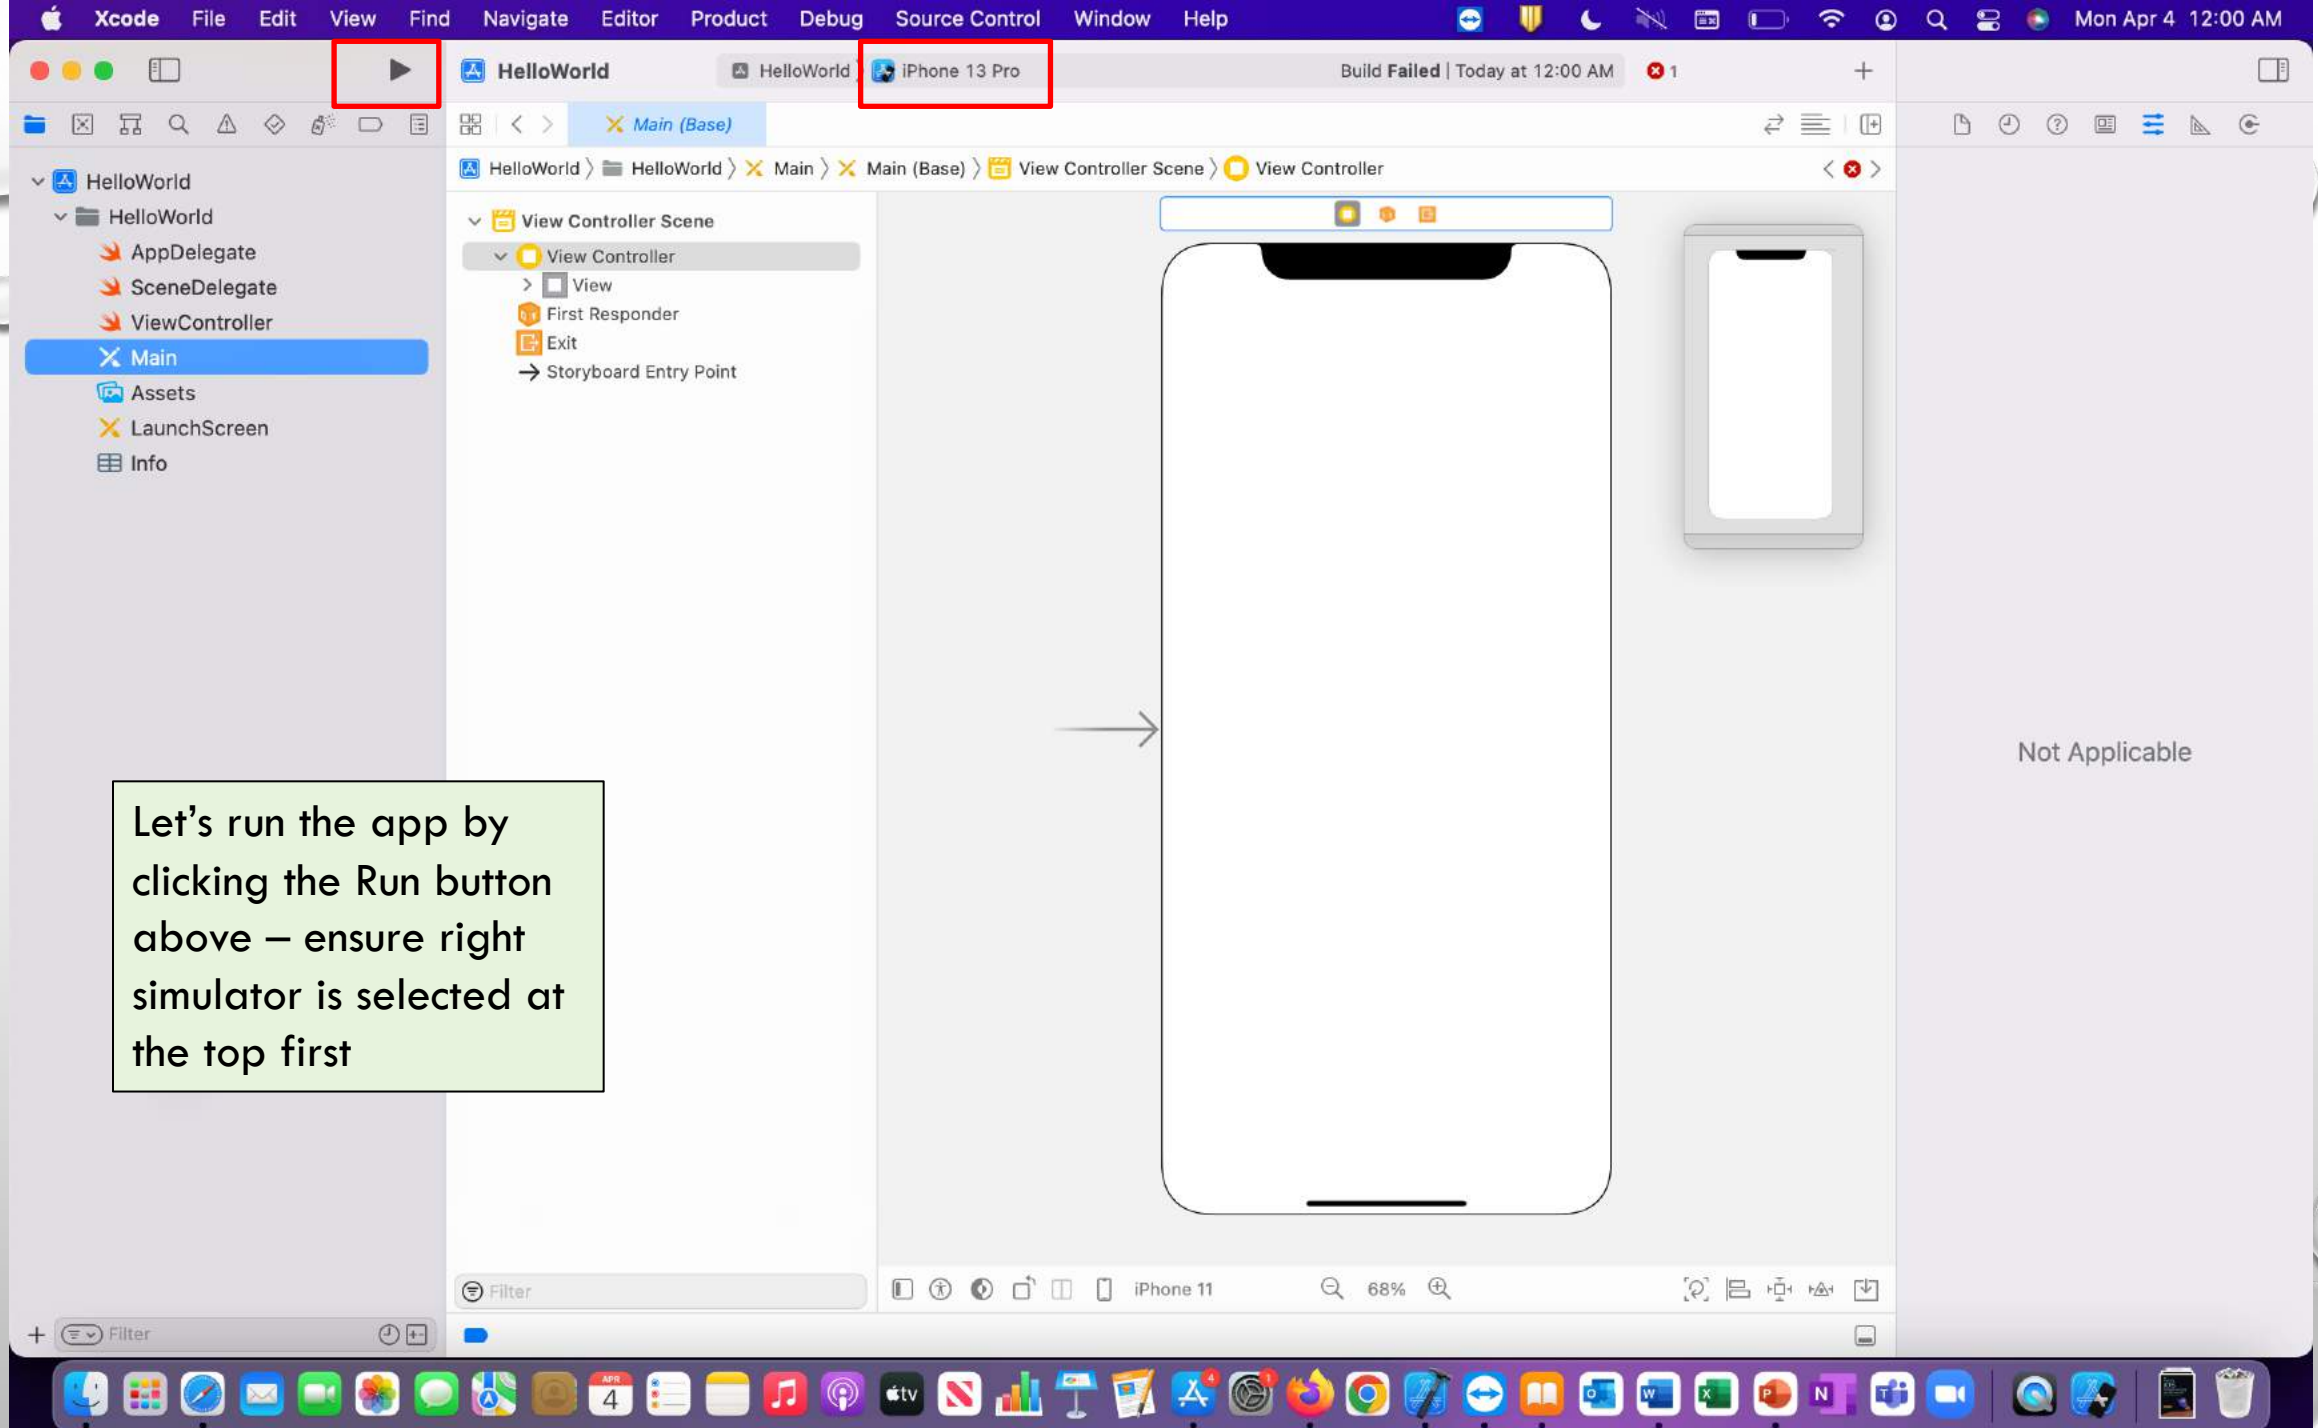 Xcode File Edit View Find Navigate Editor Product Debug Source Control Window Help Mon Apr 4 12:00 AM
HelloWorld HelloWorld iPhone 13 Pro Build Failed | Today at 12:00 AM 1
Main (Base)
HelloWorld HelloWorld Main Main (Base) View Controller Scene View Controller
HelloWorld
HelloWorld
AppDelegate
SceneDelegate
ViewController
Main
Assets
LaunchScreen
Info
View Controller Scene
View Controller
View
First Responder
Exit
Storyboard Entry Point
Not Applicable
Let's run the app by
clicking the Run button
above – ensure right
simulator is selected at
the top first
Filter
iPhone 11 68%
Filter
APR
4
tv